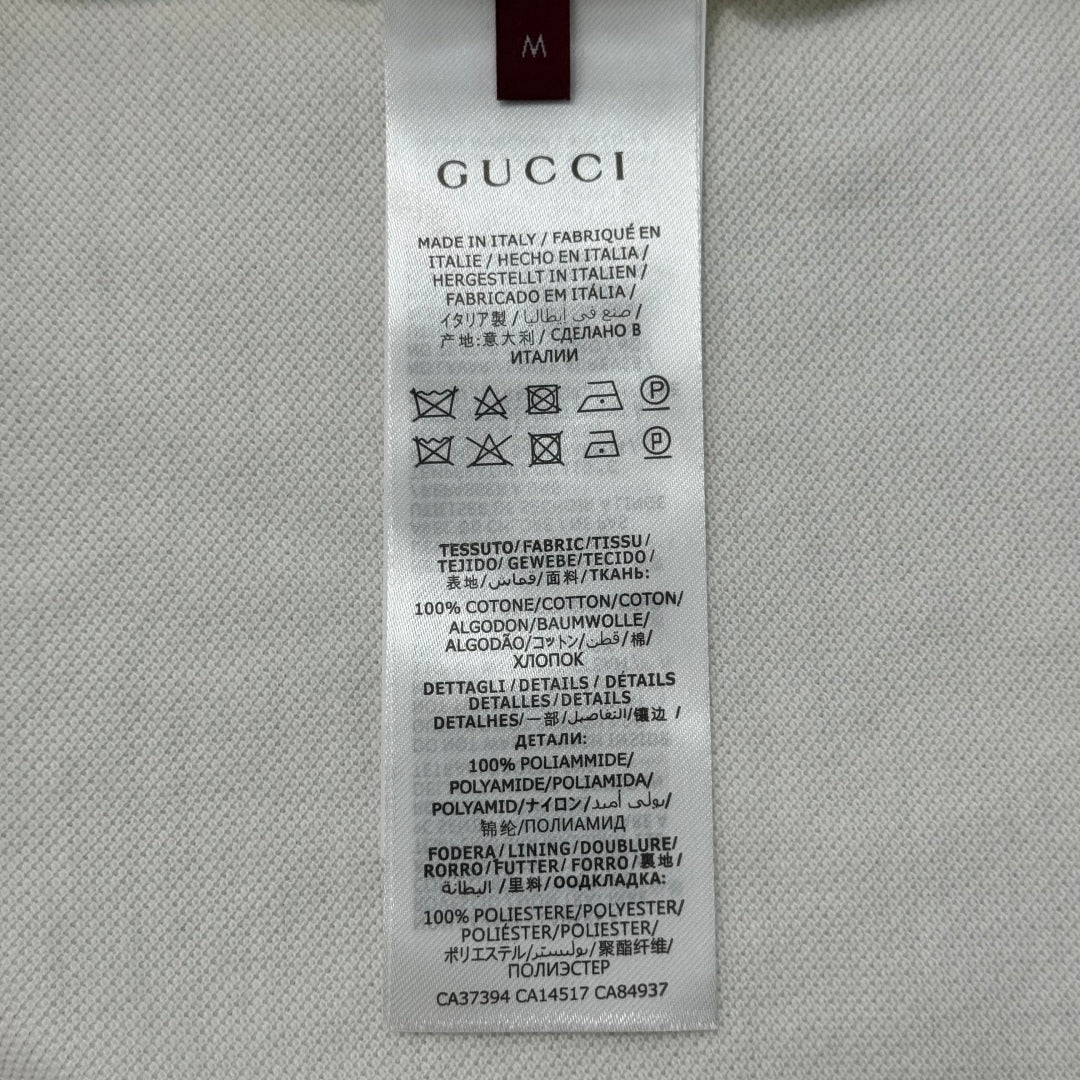 M
GUCCI
MADE IN ITALY / FABRIQUÉ EN
ITALIE / HECHO EN ITALIA /
HERGESTELLT IN ITALIEN /
FABRICADO EM ITÁLIA /
イタリア製 / صنع في إيطاليا /
产地:意大利 / СДЕЛАНО В
ИТАЛИИ
P
P
TESSUTO/FABRIC/TISSU/
TEJIDO/GEWEBE/TECIDO/
表地/قماش/面料/ТКАНЬ:
100% COTONE/COTTON/COTON/
ALGODON/BAUMWOLLE/
ALGODÃO/コットン/قطن/棉/
ХЛОПОК
DETTAGLI/DETAILS/DÉTAILS
DETALLES/DETAILS
DETALHES/一部/التفاصيل/镶边 /
ДЕТАЛИ:
100% POLIAMMIDE/
POLYAMIDE/POLIAMIDA/
POLYAMID/ナイロン/بولي أميد/
锦纶/ПОЛИАМИД
FODERA/LINING/DOUBLURE/
RORRO/FUTTER/FORRO/裏地/
البطانة/里料/ООДКЛАДКА:
100% POLIESTERE/POLYESTER/
POLIÉSTER/POLIESTER/
ポリエステル/بوليستر/聚酯纤维/
ПОЛИЭСТЕР
CA37394 CA14517 CA84937